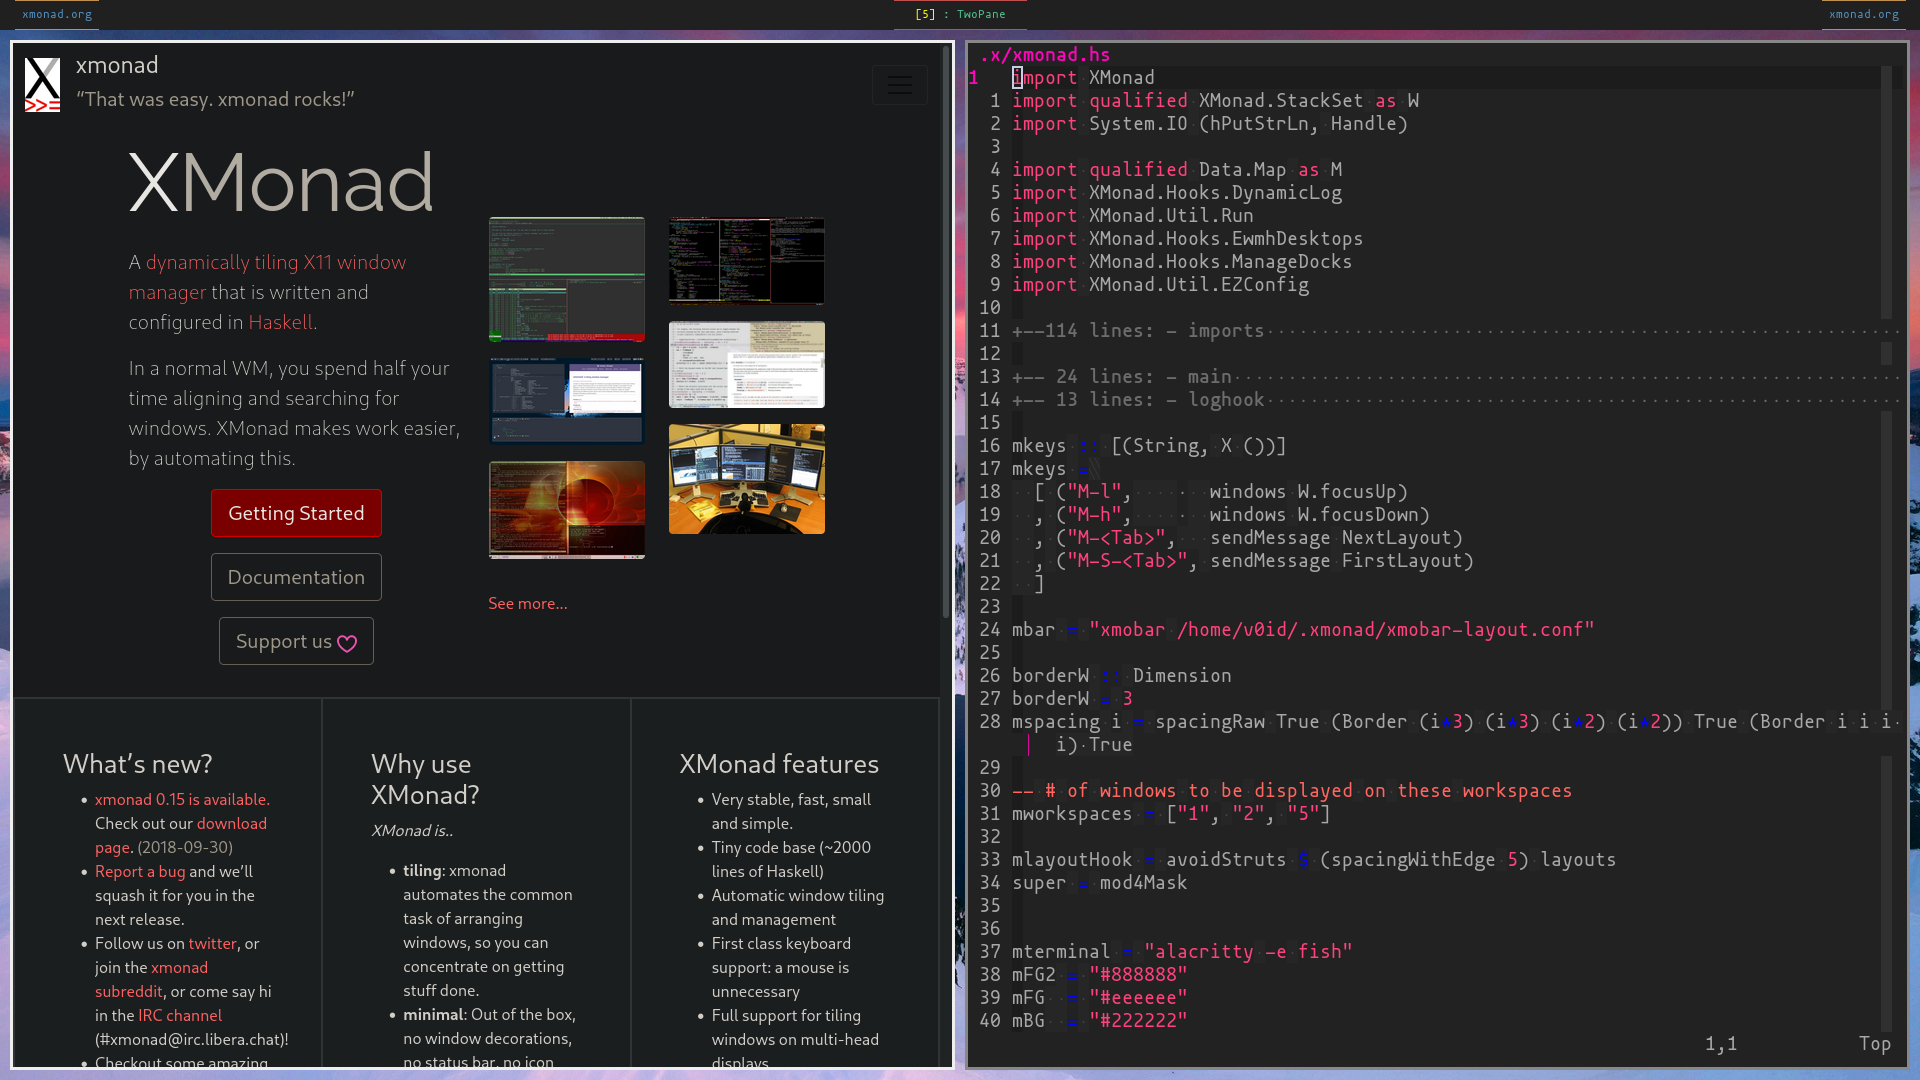 xmonad.org
[5] : TwoPane
xmonad.org
xmonad
“That was easy. xmonad rocks!”
XMonad
A dynamically tiling X11 window
manager that is written and
configured in Haskell.
In a normal WM, you spend half your
time aligning and searching for
windows. XMonad makes work easier,
by automating this.
Getting Started
Documentation
Support us
See more...
What’s new?
xmonad 0.15 is available.
Check out our download
page. (2018-09-30)
Report a bug and we’ll
squash it for you in the
next release.
Follow us on twitter, or
join the xmonad
subreddit, or come say hi
in the IRC channel
(#xmonad@irc.libera.chat)!
Checkout some amazing
Why use
XMonad?
XMonad is..
tiling: xmonad
automates the common
task of arranging
windows, so you can
concentrate on getting
stuff done.
minimal: Out of the box,
no window decorations,
no status bar, no icon
XMonad features
Very stable, fast, small
and simple.
Tiny code base (~2000
lines of Haskell)
Automatic window tiling
and management
First class keyboard
support: a mouse is
unnecessary
Full support for tiling
windows on multi-head
displays
.x/xmonad.hs
1 import XMonad
1 import qualified XMonad.StackSet as W
2 import System.IO (hPutStrLn, Handle)
3
4 import qualified Data.Map as M
5 import XMonad.Hooks.DynamicLog
6 import XMonad.Util.Run
7 import XMonad.Hooks.EwmhDesktops
8 import XMonad.Hooks.ManageDocks
9 import XMonad.Util.EZConfig
10
11 +--114 lines: - imports
12
13 +-- 24 lines: - main
14 +-- 13 lines: - loghook
15
16 mkeys :: [(String, X ())]
17 mkeys =\
18 [ ("M-l", windows W.focusUp)
19 , ("M-h", windows W.focusDown)
20 , ("M-<Tab>", sendMessage NextLayout)
21 , ("M-S-<Tab>", sendMessage FirstLayout)
22 ]
23
24 mbar = "xmobar /home/v0id/.xmonad/xmobar-layout.conf"
25
26 borderW :: Dimension
27 borderW = 3
28 mspacing i = spacingRaw True (Border (i*3) (i*3) (i*2) (i*2)) True (Border i i i
i) True
29
30 -- # of windows to be displayed on these workspaces
31 mworkspaces = ["1", "2", "5"]
32
33 mlayoutHook = avoidStruts $ (spacingWithEdge 5) layouts
34 super = mod4Mask
35
36
37 mterminal = "alacritty -e fish"
38 mFG2 = "#888888"
39 mFG = "#eeeeee"
40 mBG = "#222222"
1,1 Top